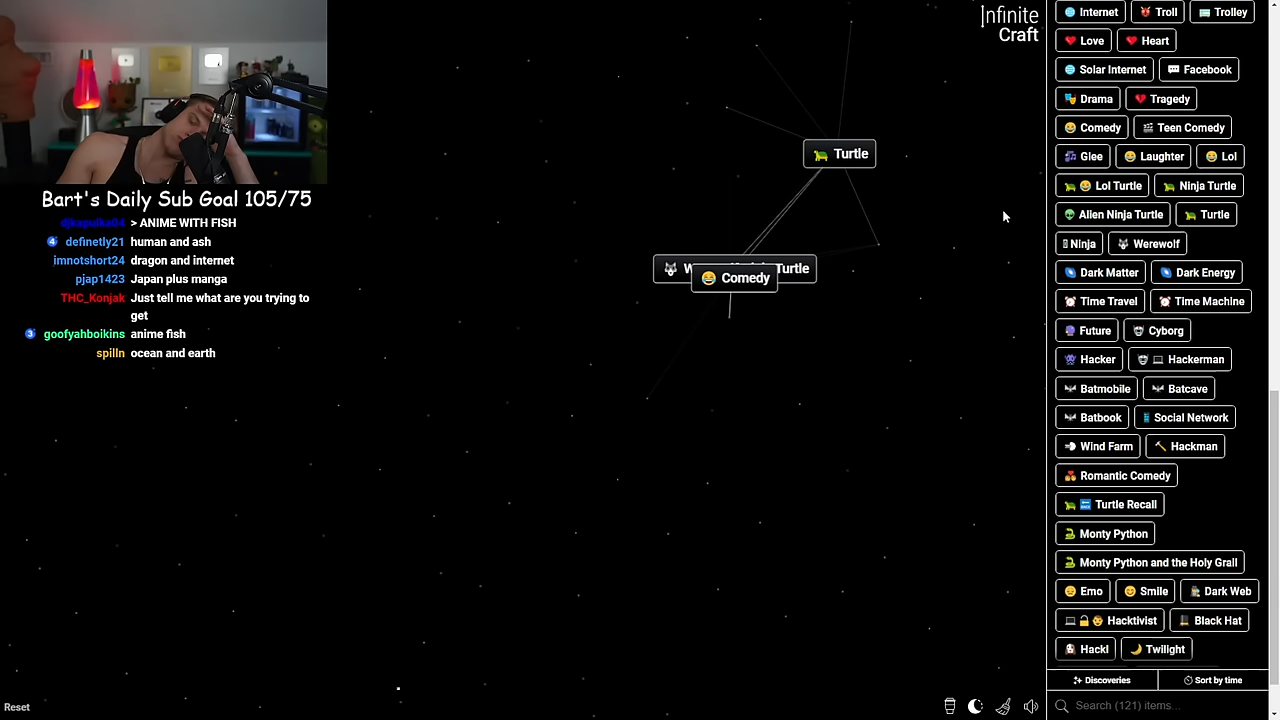 Infinite
Craft
Bart's Daily Sub Goal 105/75
> ANIME WITH FISH
4 definetly21 human and ash
imnotshort24 dragon and internet
pjap1423 Japan plus manga
THC_Konjak Just tell me what are you trying to
get
3 goofyahboikins anime fish
spilln ocean and earth
Turtle
Turtle
Comedy
Reset
Internet Troll Trolley
Love Heart
Solar Internet Facebook
Drama Tragedy
Comedy Teen Comedy
Glee Laughter Lol
Lol Turtle Ninja Turtle
Alien Ninja Turtle Turtle
Ninja Werewolf
Dark Matter Dark Energy
Time Travel Time Machine
Future Cyborg
Hacker Hackerman
Batmobile Batcave
Batbook Social Network
Wind Farm Hackman
Romantic Comedy
Turtle Recall
Monty Python
Monty Python and the Holy Grail
Emo Smile Dark Web
Hacktivist Black Hat
Hackl Twilight
Discoveries Sort by time
Search (121) items...